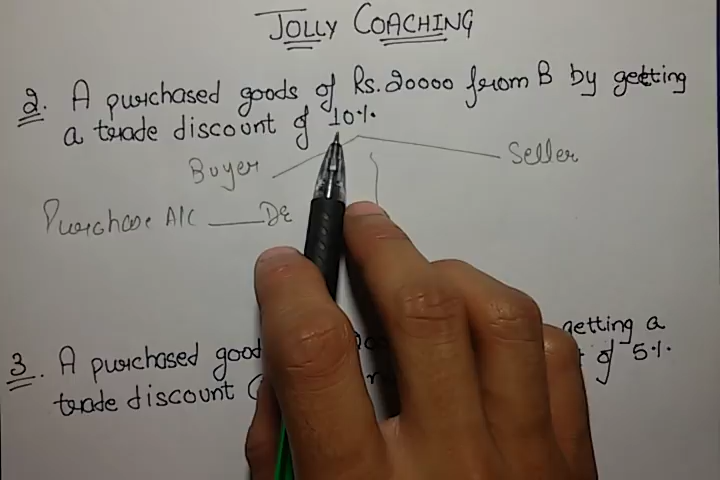 JOLLY COACHING
2. A purchased goods of Rs. 20000 from B by getting
a trade discount of 10%.
Buyer Seller
Purchase A/C ——— Dr
3. A purchased good getting a
trade discount of 5%.